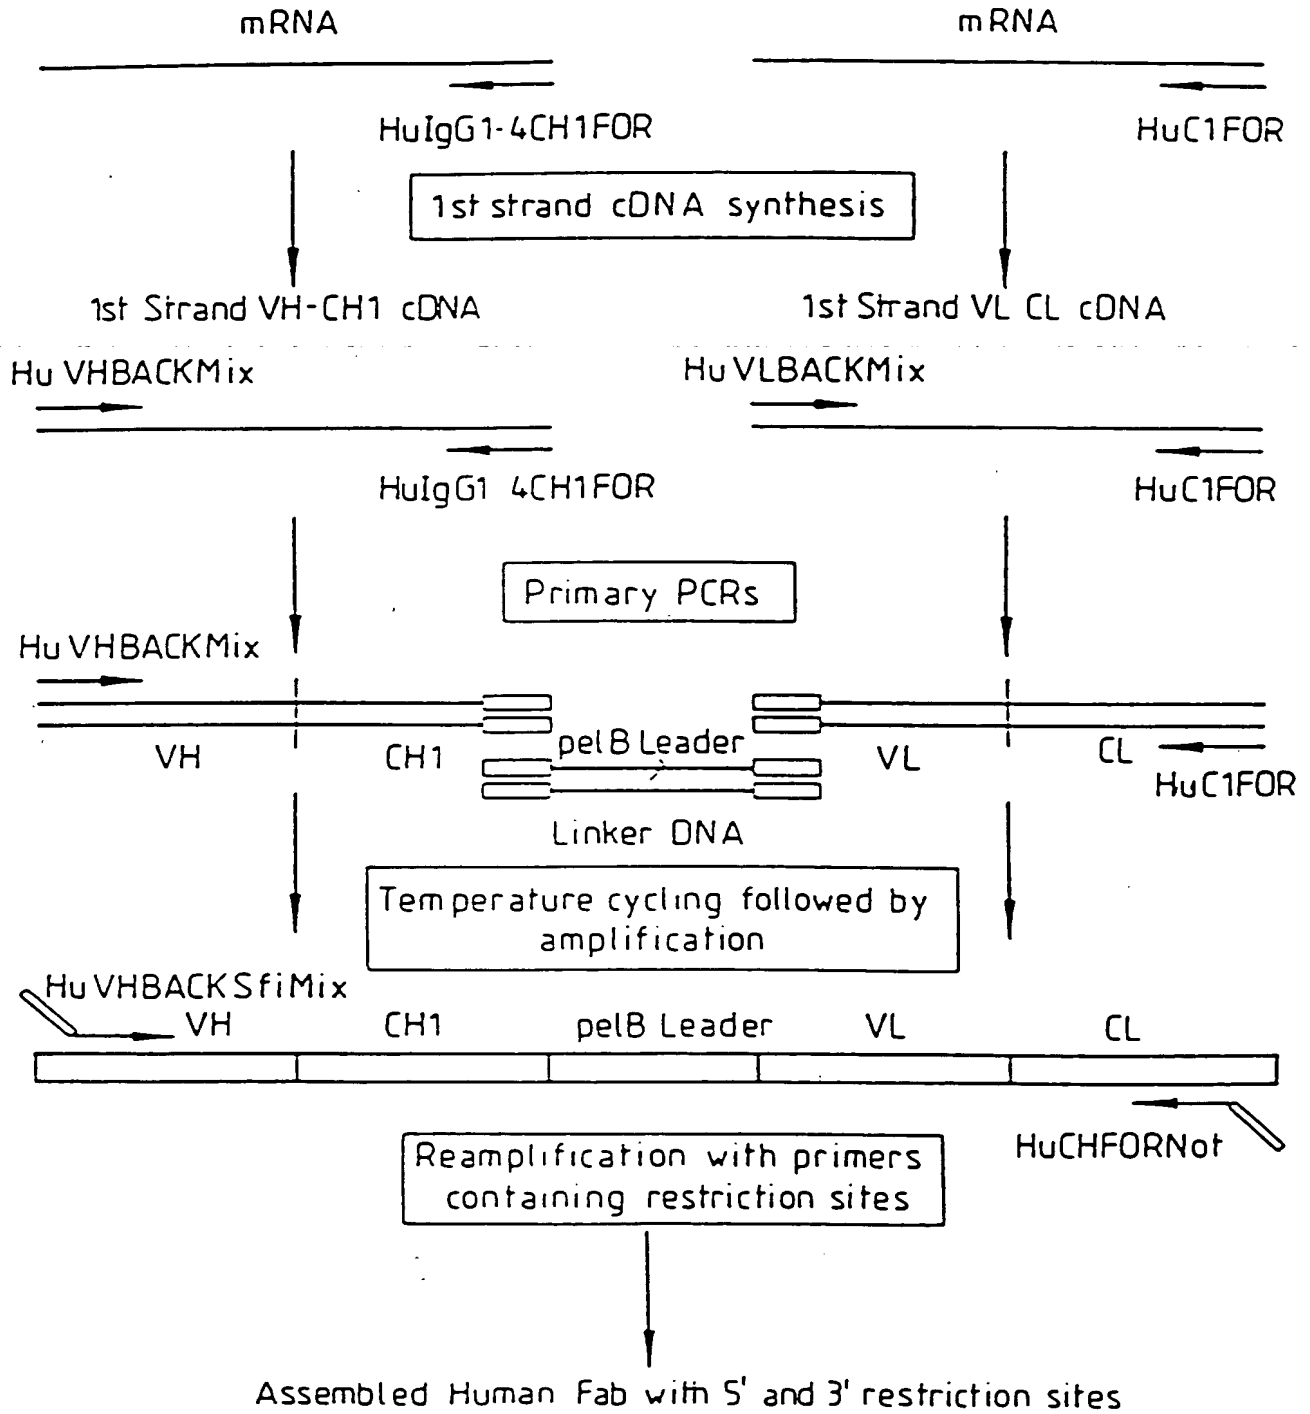 mRNA
mRNA
HuIgG1-4CH1FOR
HuC1FOR
1st strand cDNA synthesis
1st Strand VH-CH1 cDNA
1st Strand VL CL cDNA
Hu VHBACKMix
Hu VLBACKMix
HuIgG1 4CH1FOR
HuC1FOR
Primary PCRs
Hu VHBACKMix
VH
CH1
pelB Leader
VL
CL
HuC1FOR
Linker DNA
Temperature cycling followed by
amplification
Hu VHBACKSfiMix
VH
CH1
pelB Leader
VL
CL
HuCHFORNot
Reamplification with primers
containing restriction sites
Assembled Human Fab with 5' and 3' restriction sites